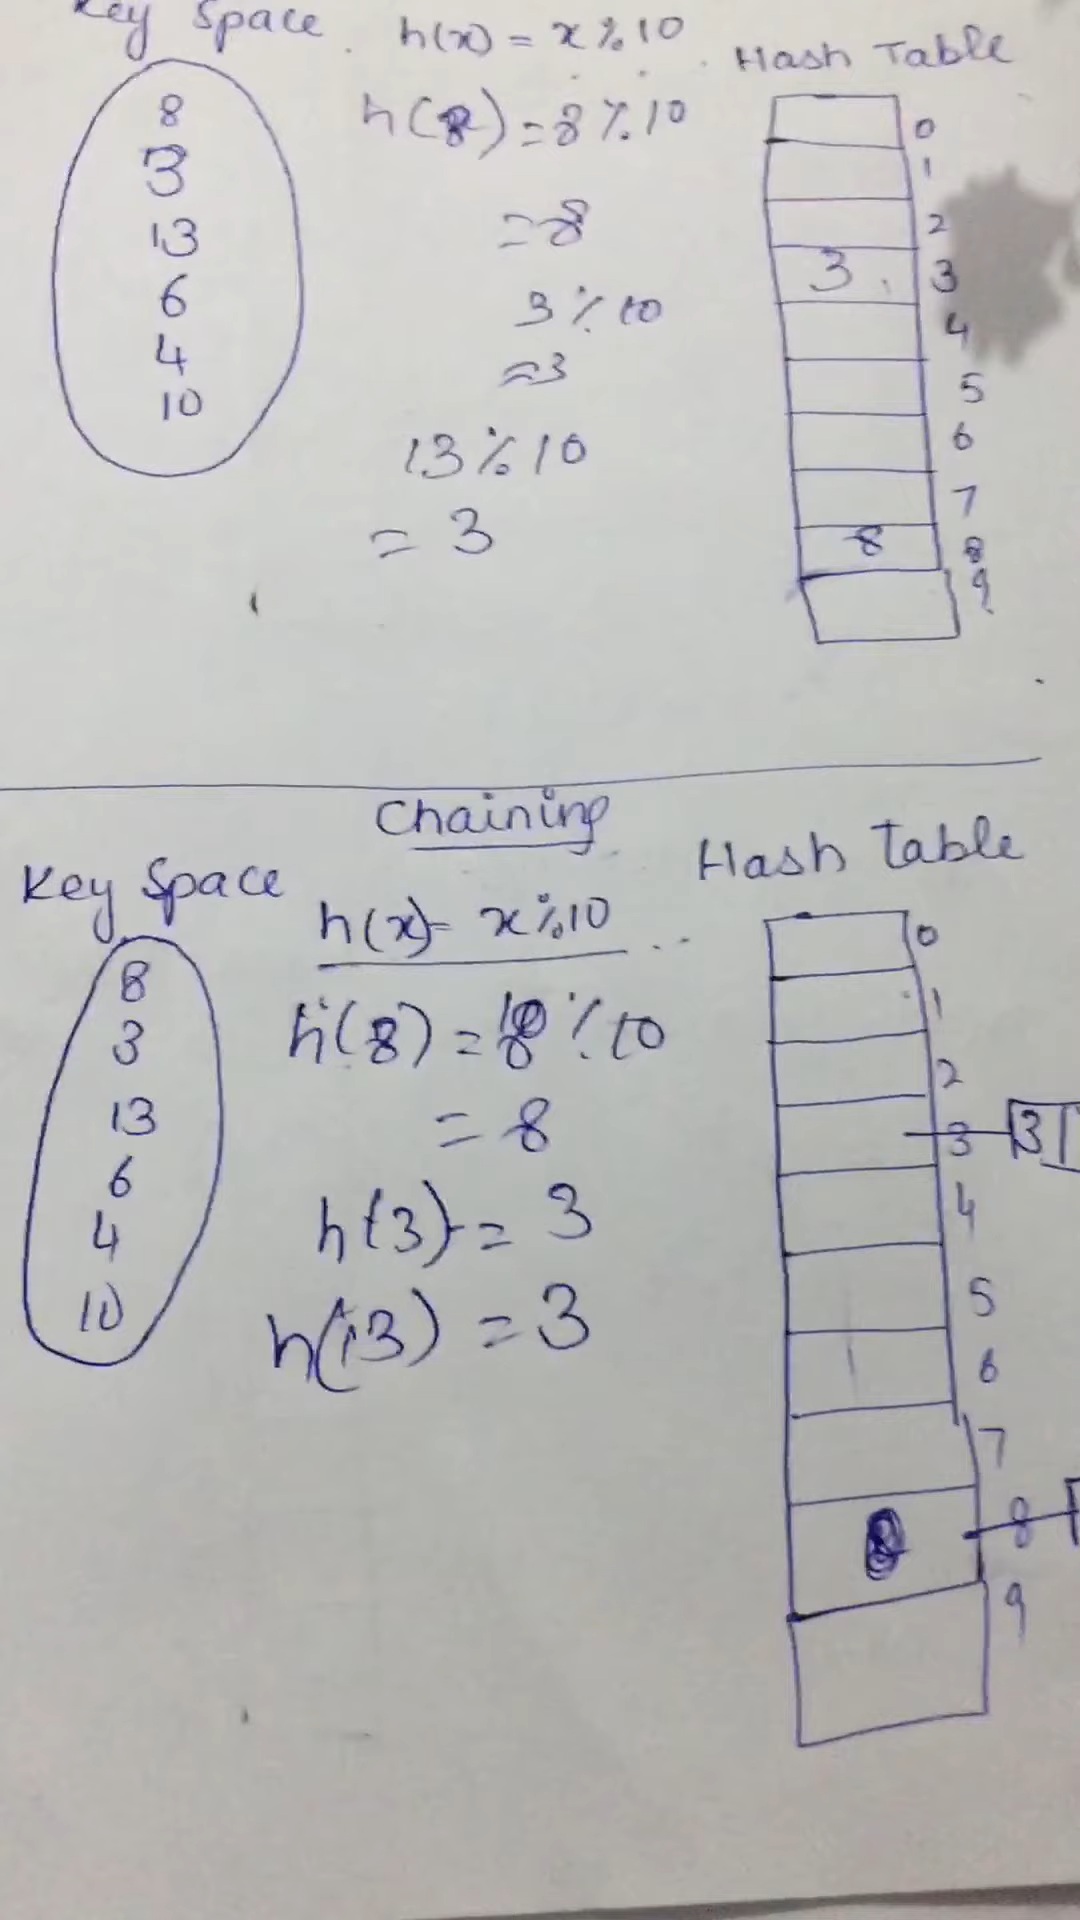 Key Space
h(x) = x % 10
Hash Table
8
3
13
6
4
10
h(8) = 8 % 10
= 8
3 % 10
= 3
13 % 10
= 3
0
1
2
3 3
4
5
6
7
8 8
9
Chaining
Key Space
h(x) = x % 10
Hash Table
8
3
13
6
4
10
h(8) = 8 % 10
= 8
h(3) = 3
h(13) = 3
0
1
2
3 3
4
5
6
7
8
9